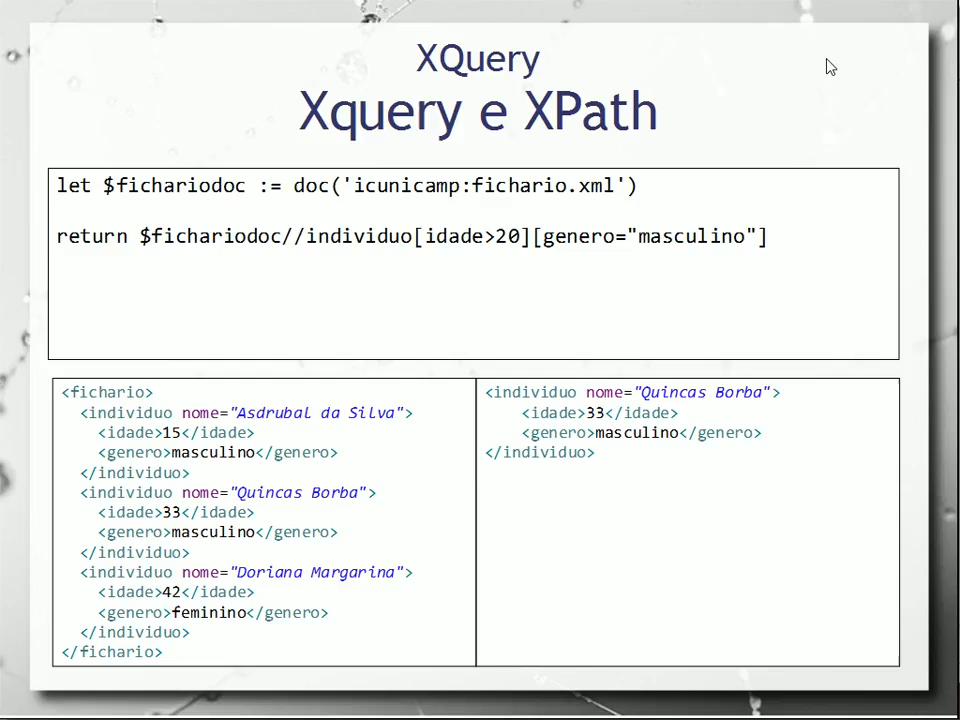 XQuery
Xquery e XPath
let $fichariodoc := doc('icunicamp:fichario.xml')
return $fichariodoc//individuo[idade>20][genero="masculino"]
<fichario>
<individuo nome="Asdrubal da Silva">
<idade>15</idade>
<genero>masculino</genero>
</individuo>
<individuo nome="Quincas Borba">
<idade>33</idade>
<genero>masculino</genero>
</individuo>
<individuo nome="Doriana Margarina">
<idade>42</idade>
<genero>feminino</genero>
</individuo>
</fichario>
<individuo nome="Quincas Borba">
<idade>33</idade>
<genero>masculino</genero>
</individuo>